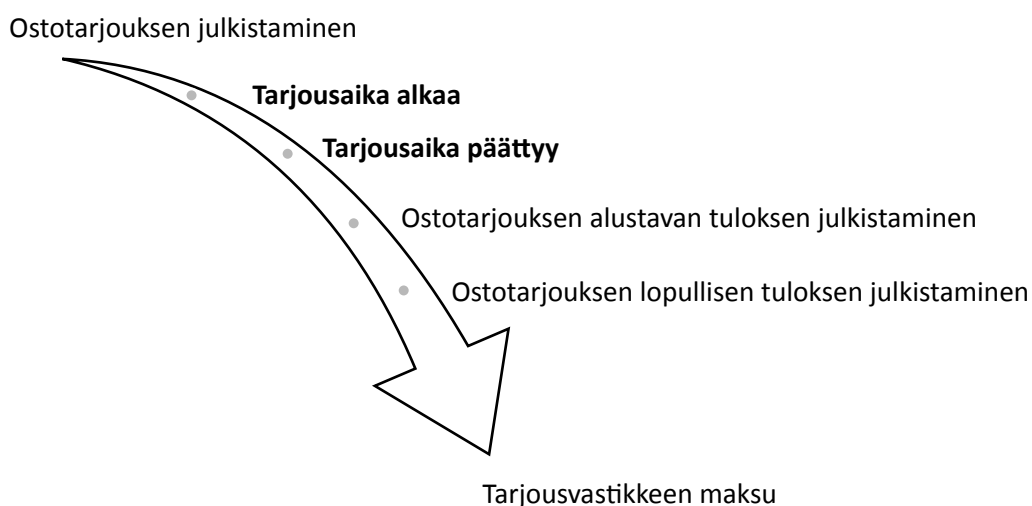 Ostotarjouksen julkistaminen
Tarjousaika alkaa
Tarjousaika päättyy
Ostotarjouksen alustavan tuloksen julkistaminen
Ostotarjouksen lopullisen tuloksen julkistaminen
Tarjousvastikkeen maksu